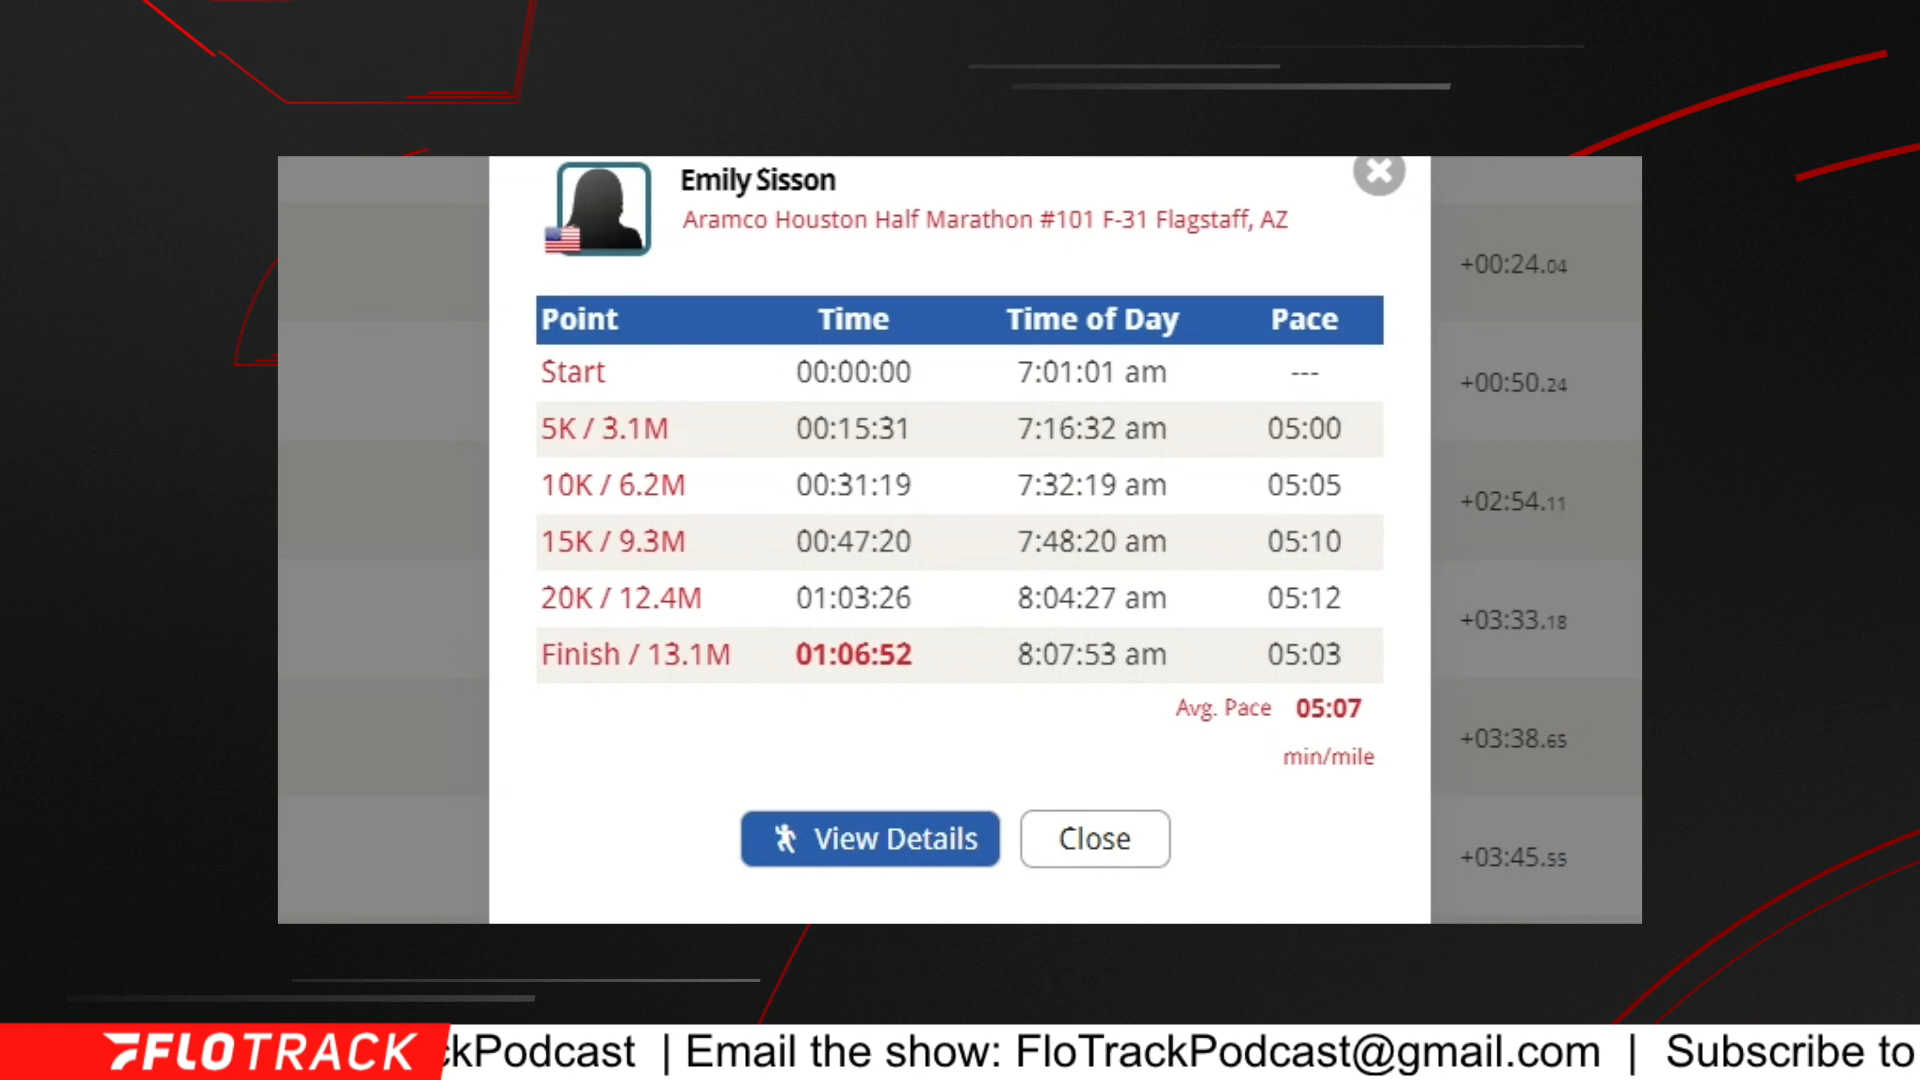 Emily Sisson
Aramco Houston Half Marathon #101 F-31 Flagstaff, AZ
Point Time Time of Day Pace
Start 00:00:00 7:01:01 am ---
5K / 3.1M 00:15:31 7:16:32 am 05:00
10K / 6.2M 00:31:19 7:32:19 am 05:05
15K / 9.3M 00:47:20 7:48:20 am 05:10
20K / 12.4M 01:03:26 8:04:27 am 05:12
Finish / 13.1M 01:06:52 8:07:53 am 05:03
Avg. Pace 05:07
min/mile
View Details Close
+00:24.04
+00:50.24
+02:54.11
+03:33.18
+03:38.65
+03:45.55
FLOTRACK ckPodcast | Email the show: FloTrackPodcast@gmail.com | Subscribe to